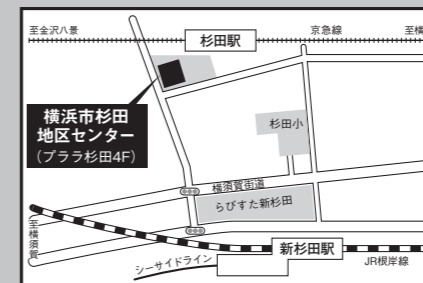 至金沢八景
杉田駅
京急線
至横
横浜市杉田
地区センター
(プララ杉田4F)
杉田小
横須賀街道
らびすた新杉田
至横須賀
新杉田駅
シーサイドライン
JR根岸線